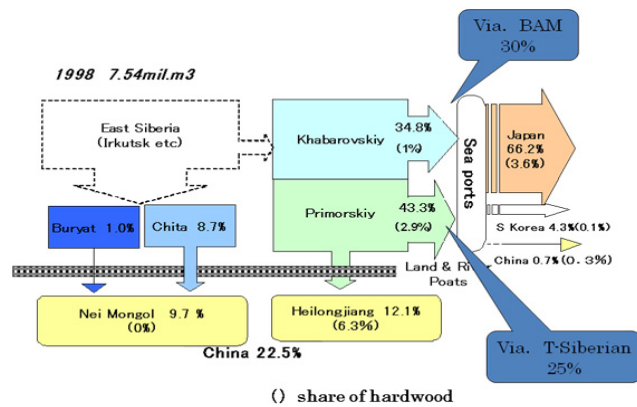 Via. BAM
30%
1998 7.54mil.m3
East Siberia
(Irkutsk etc)
Khabarovskiy
34.8%
(1%)
Sea ports
Japan
66.2%
(3.6%)
Buryat 1.0%
Chita 8.7%
Primorskiy
43.3%
(2.9%)
S Korea 4.3%(0.1%)
China 0.7%(0.3%)
Land & River
Poats
Nei Mongol 9.7 %
(0%)
Heilongjiang 12.1%
(6.3%)
China 22.5%
Via. T-Siberian
25%
() share of hardwood